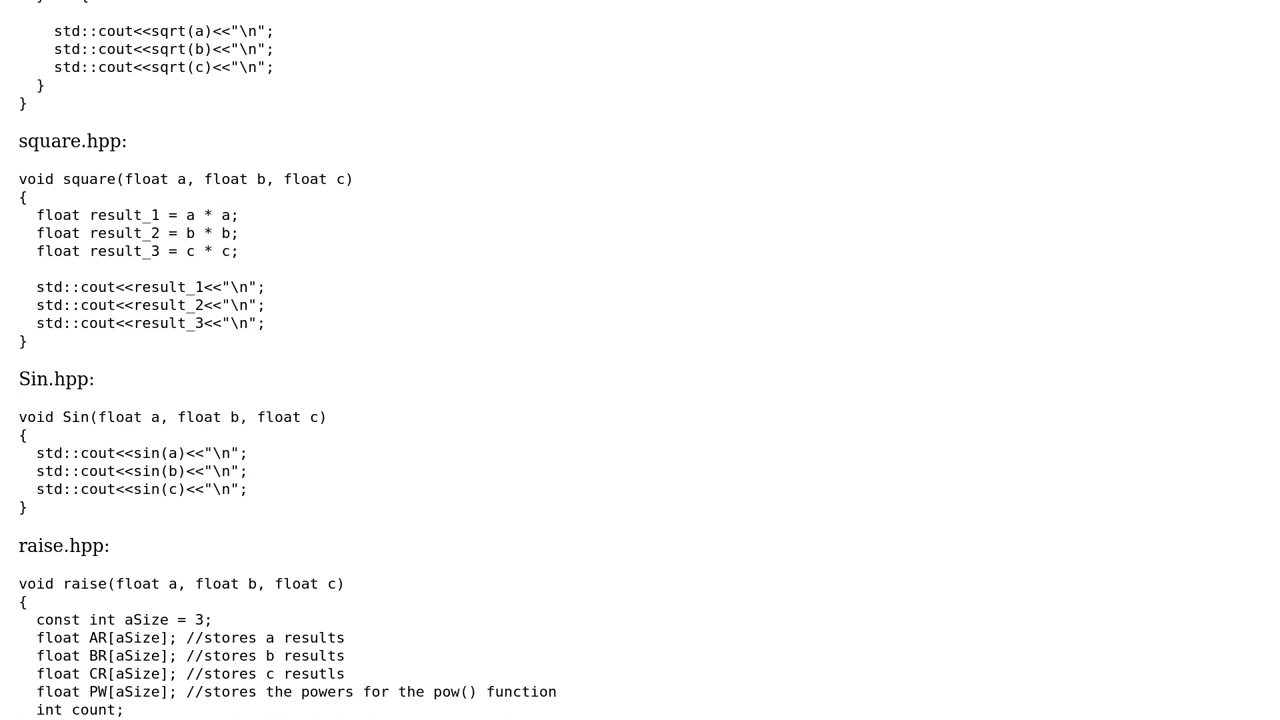 std::cout<<sqrt(a)<<"\n";
std::cout<<sqrt(b)<<"\n";
std::cout<<sqrt(c)<<"\n";
}
}
square.hpp:
void square(float a, float b, float c)
{
float result_1 = a * a;
float result_2 = b * b;
float result_3 = c * c;
std::cout<<result_1<<"\n";
std::cout<<result_2<<"\n";
std::cout<<result_3<<"\n";
}
Sin.hpp:
void Sin(float a, float b, float c)
{
std::cout<<sin(a)<<"\n";
std::cout<<sin(b)<<"\n";
std::cout<<sin(c)<<"\n";
}
raise.hpp:
void raise(float a, float b, float c)
{
const int aSize = 3;
float AR[aSize]; //stores a results
float BR[aSize]; //stores b results
float CR[aSize]; //stores c resutls
float PW[aSize]; //stores the powers for the pow() function
int count;